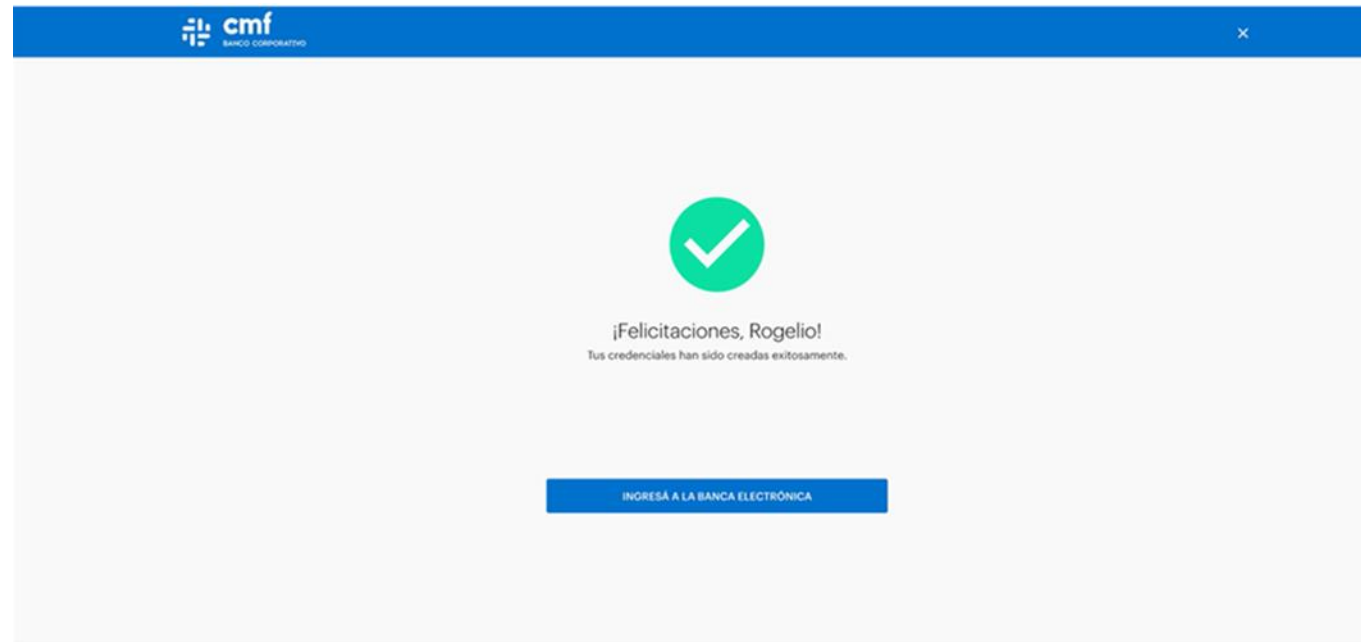 cmf
BANCO CORPORATIVO
¡Felicitaciones, Rogelio!
Tus credenciales han sido creadas exitosamente.
INGRESÁ A LA BANCA ELECTRÓNICA